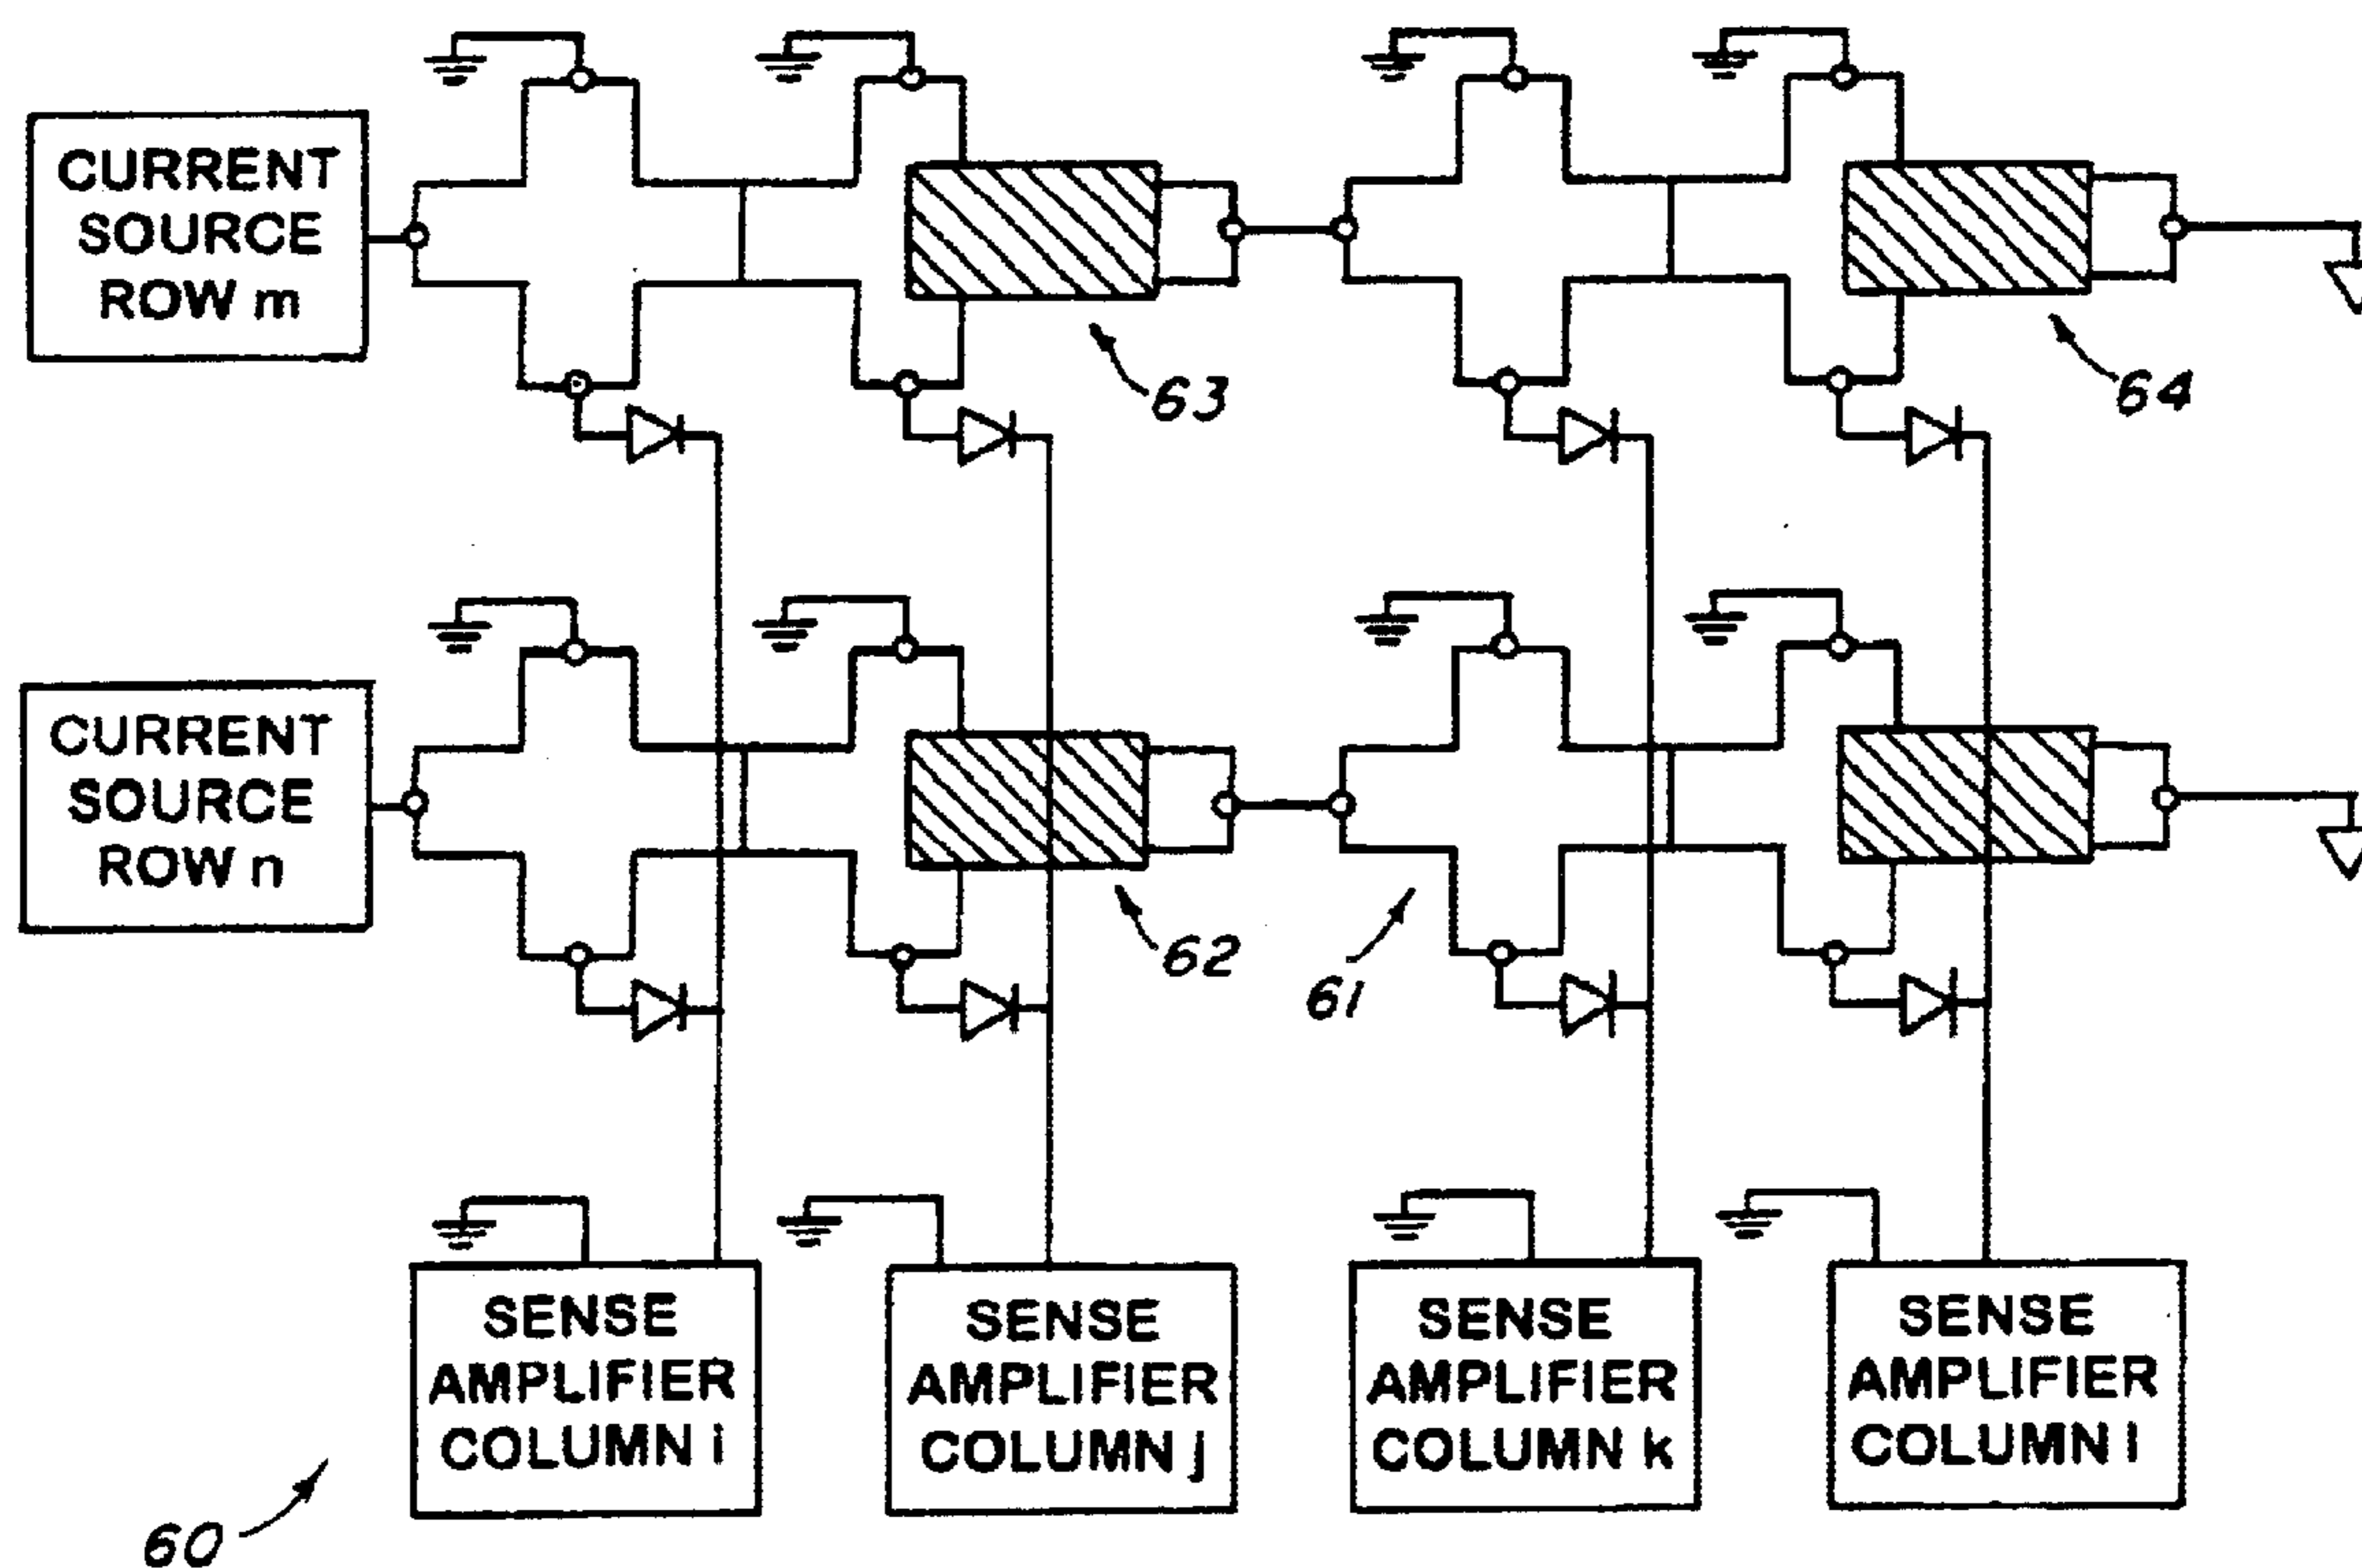 CURRENT
SOURCE
ROW m
63
64
CURRENT
SOURCE
ROW n
62
61
SENSE
AMPLIFIER
COLUMN i
SENSE
AMPLIFIER
COLUMN j
SENSE
AMPLIFIER
COLUMN k
SENSE
AMPLIFIER
COLUMN l
60